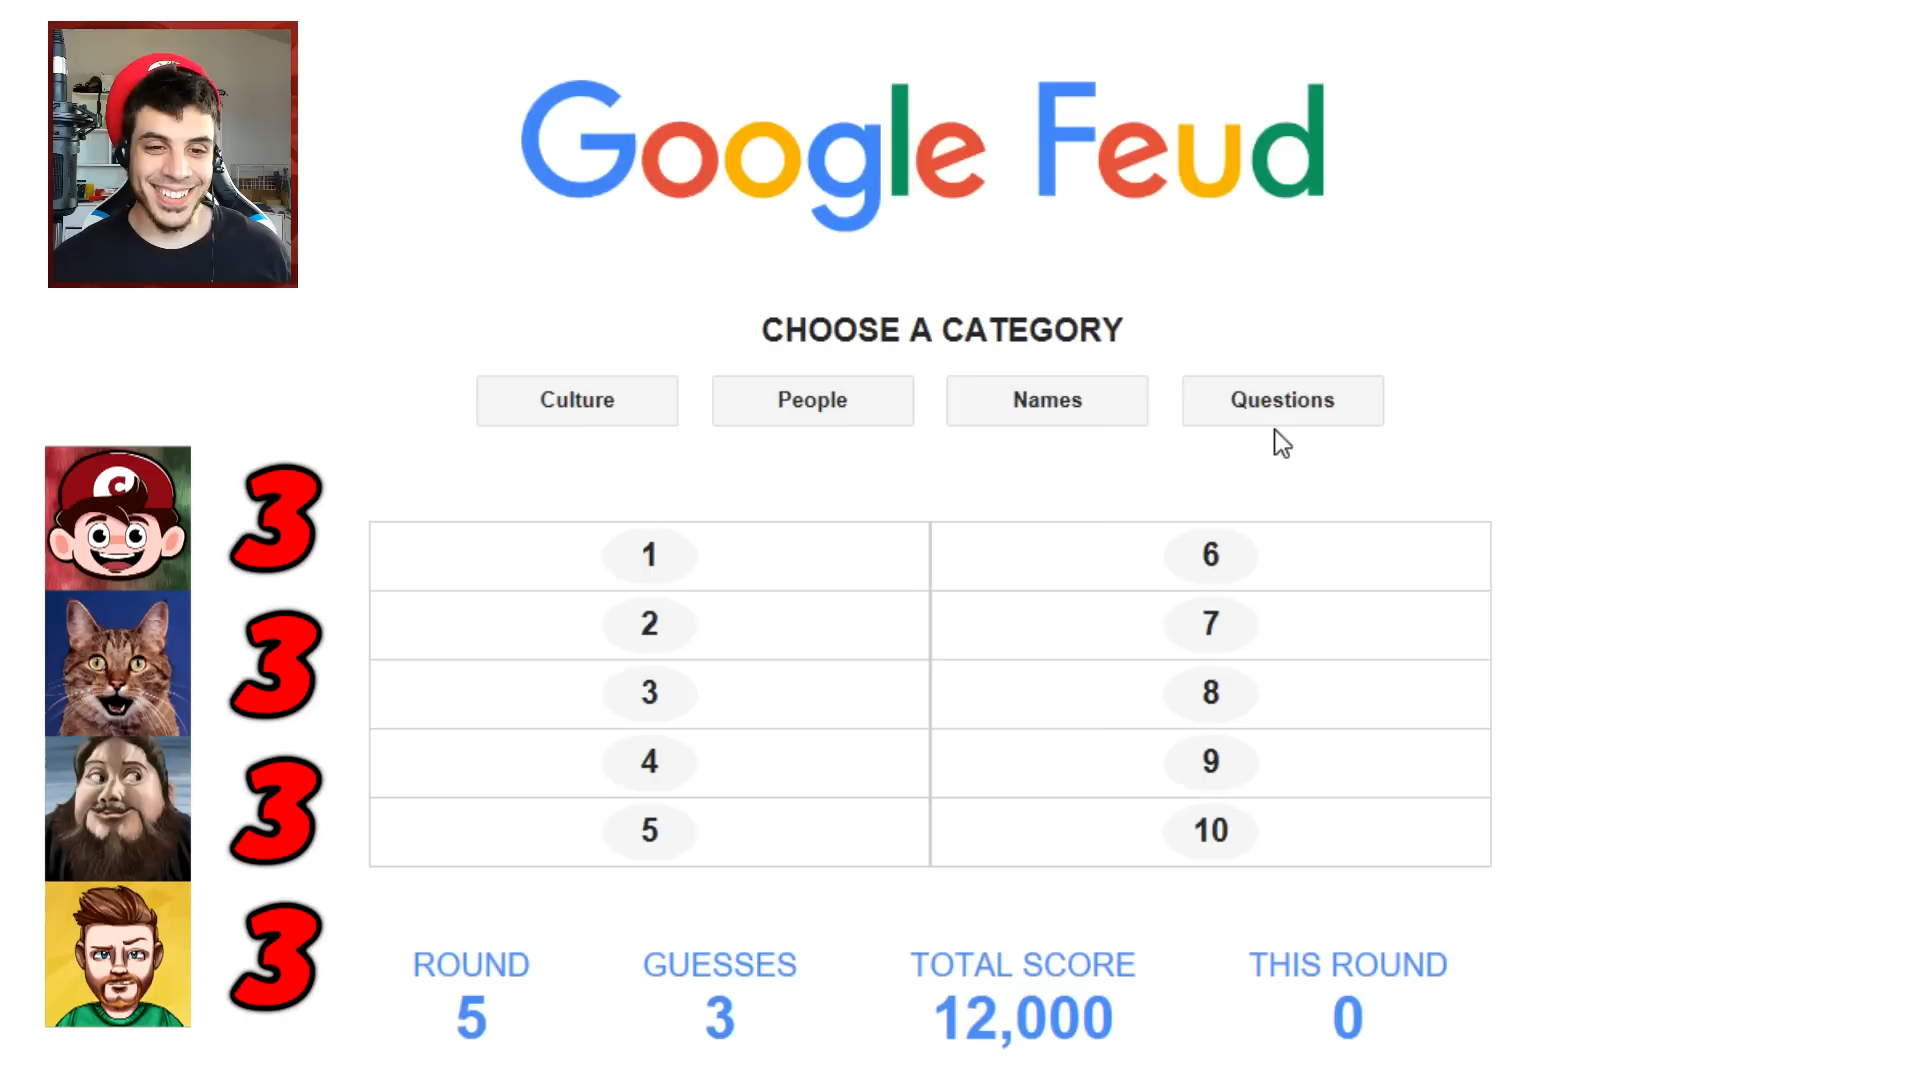 Google Feud
CHOOSE A CATEGORY
Culture People Names Questions
C 3
3
3
3
1 6
2 7
3 8
4 9
5 10
ROUND GUESSES TOTAL SCORE THIS ROUND
5 3 12,000 0